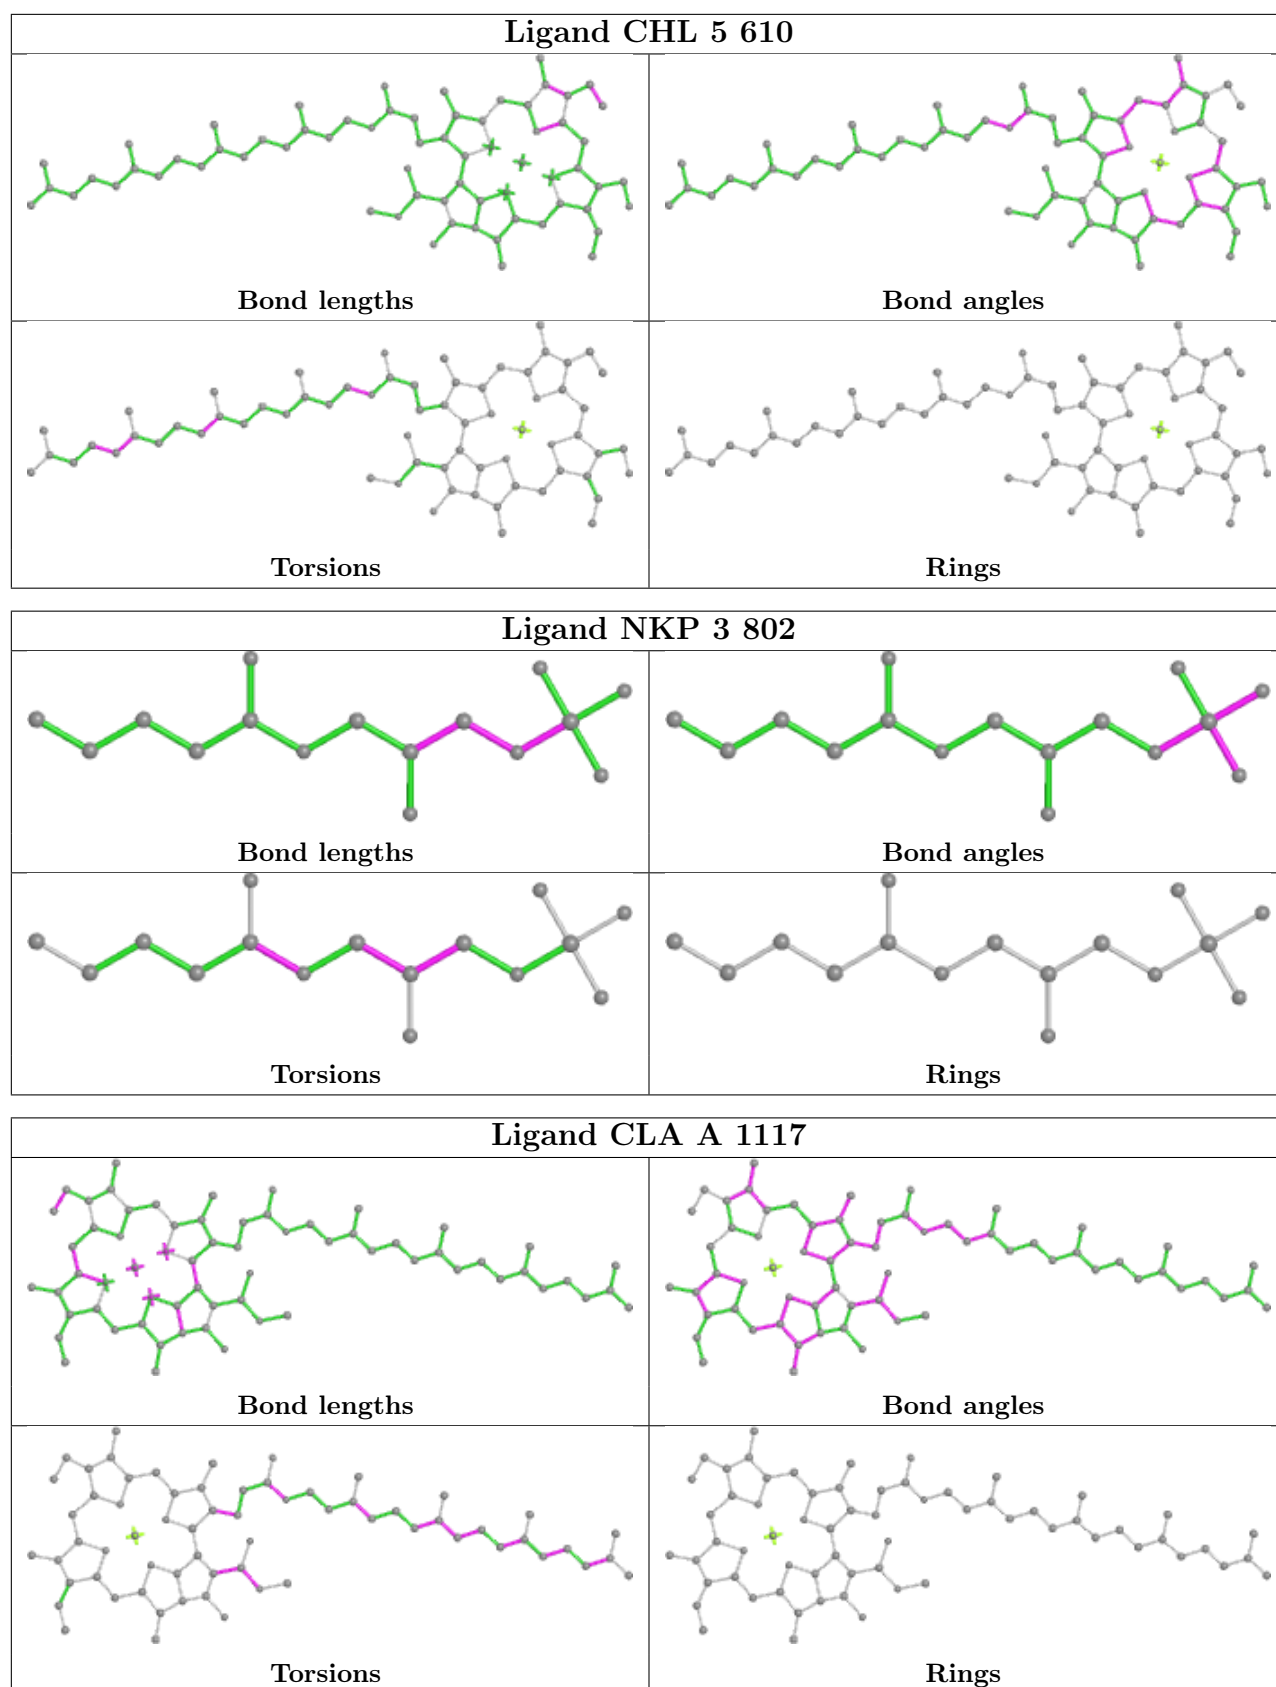 Ligand CHL 5 610
Bond lengths
Bond angles
Torsions
Rings
Ligand NKP 3 802
Bond lengths
Bond angles
Torsions
Rings
Ligand CLA A 1117
Bond lengths
Bond angles
Torsions
Rings